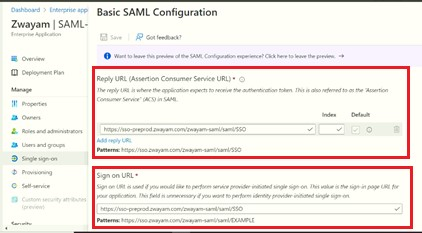 Dashboard > Enterprise appl
Zwayam | SAML-
Enterprise Application
Overview
Deployment Plan
Manage
Properties
Owners
Roles and administrators
Users and groups
Single sign-on
Provisioning
Self-service
Custom security attributes
(preview)
Security
Basic SAML Configuration
Save
Got feedback?
Want to leave this preview of the SAML Configuration experience? Click here to leave the preview. →
Reply URL (Assertion Consumer Service URL) *
The reply URL is where the application expects to receive the authentication token. This is also referred to as the "Assertion
Consumer Service" (ACS) in SAML.
Index Default
https://sso-preprod.zwayam.com/zwayam-saml/saml/SSO
Add reply URL
Patterns: https://sso.zwayam.com/zwayam-saml/saml/SSO
Sign on URL *
Sign on URL is used if you would like to perform service provider-initiated single sign-on. This value is the sign-in page URL for
your application. This field is unnecessary if you want to perform identity provider-initiated single sign-on.
https://sso-preprod.zwayam.com/zwayam-saml/saml/SSO
Patterns: https://sso.zwayam.com/zwayam-saml/saml/EXAMPLE